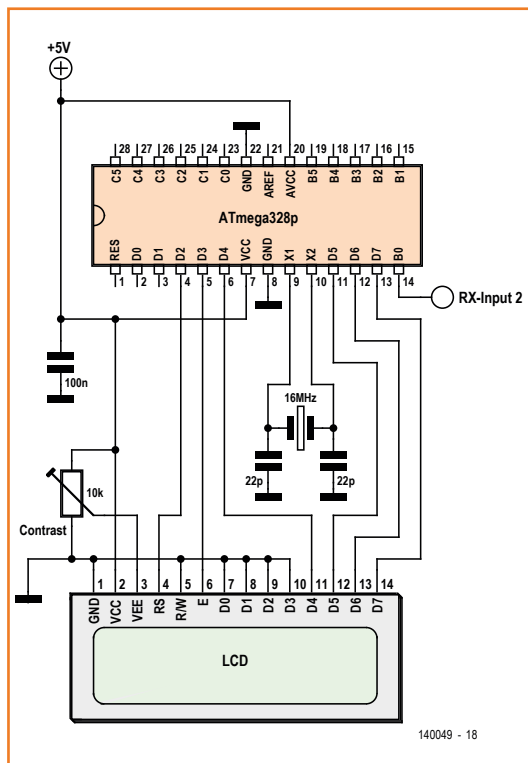 +5V
28 27 26 25 24 23 22 21 20 19 18 17 16 15
C5 C4 C3 C2 C1 C0 GND AREF AVCC B5 B4 B3 B2 B1
ATmega328p
RES D0 D1 D2 D3 D4 VCC GND X1 X2 D5 D6 D7 B0
1 2 3 4 5 6 7 8 9 10 11 12 13 14
RX-Input 2
100n
16MHz
22p 22p
10k
Contrast
1 2 3 4 5 6 7 8 9 10 11 12 13 14
GND VCC VEE RS R/W E D0 D1 D2 D3 D4 D5 D6 D7
LCD
140049 - 18